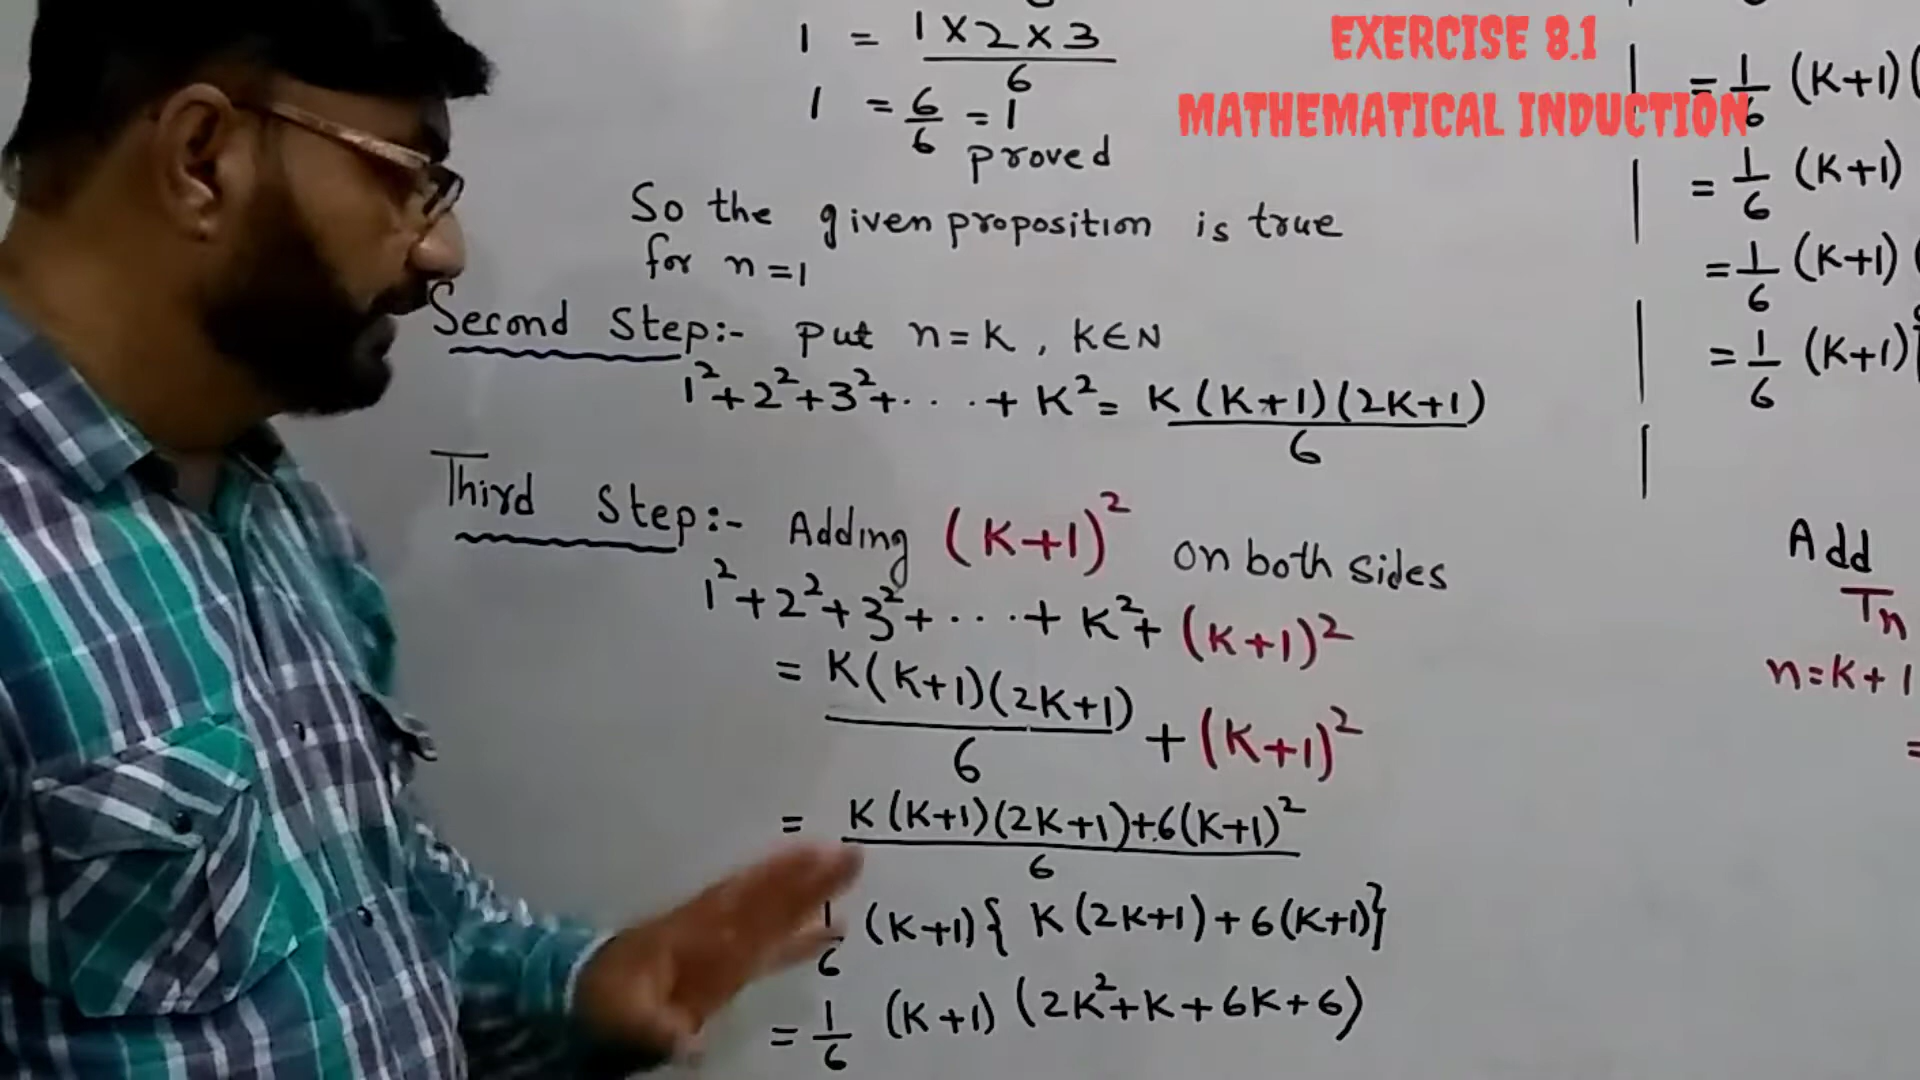 1 = 1×2×3/6
EXERCISE 8.1
MATHEMATICAL INDUCTION
1 = 6/6 = 1
proved
So the given proposition is true
for n=1
Second Step:- Put n=K, K∈N
1²+2²+3²+...+K²= K(K+1)(2K+1)/6
Third Step:- Adding (K+1)² on both sides
1²+2²+3²+...+K²+(K+1)²
= K(K+1)(2K+1)/6 +(K+1)²
= K(K+1)(2K+1)+6(K+1)²/6
1/6 (K+1){K(2K+1)+6(K+1)}
= 1/6 (K+1)(2K²+K+6K+6)
= 1/6 (K+1)(
= 1/6 (K+1)
= 1/6 (K+1)(
= 1/6 (K+1)[
Add
Tn
n=K+1
=